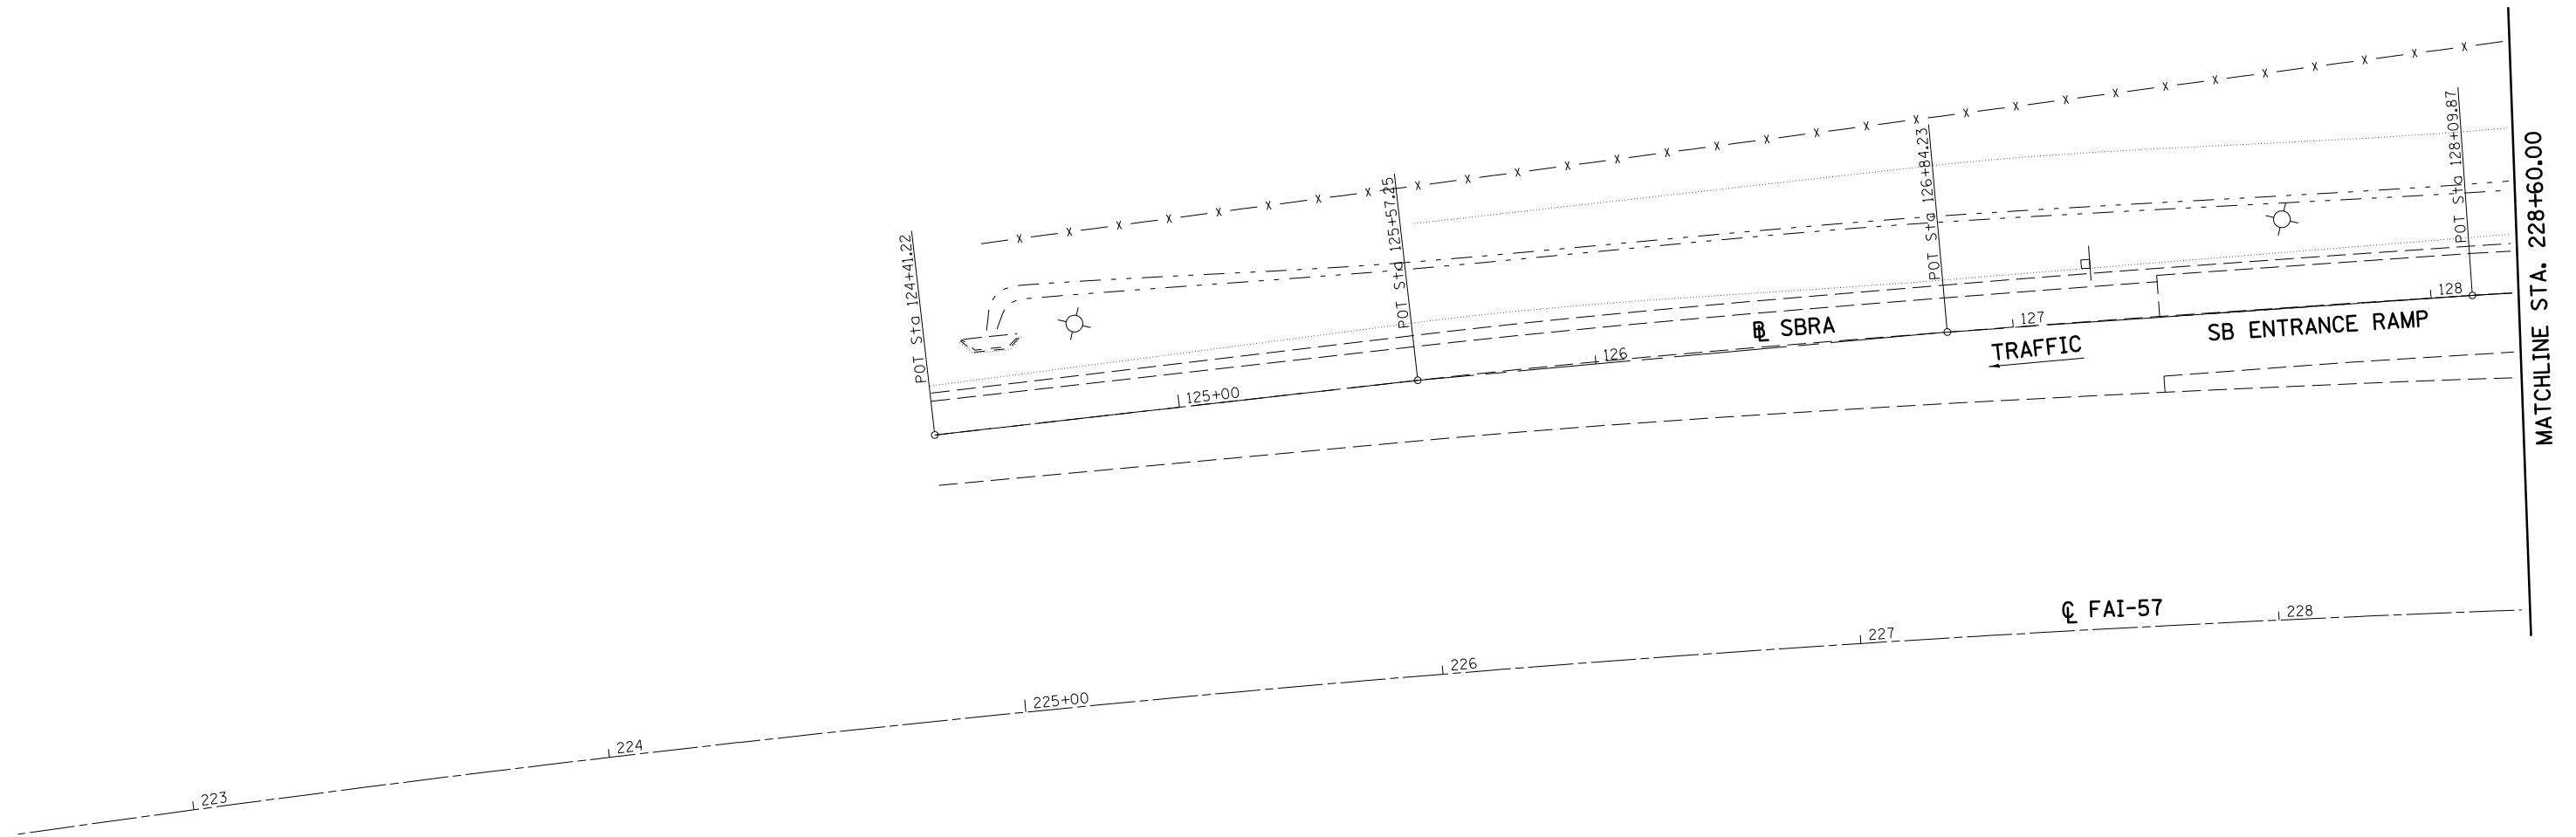 POT Sta 124+41.22
POT Sta 125+57.25
POT Sta 126+84.23
POT Sta 128+09.87
MATCHLINE STA. 228+60.00
125+00
126
127
128
BL SBRA
TRAFFIC
SB ENTRANCE RAMP
CL FAI-57
223
224
225+00
226
227
228